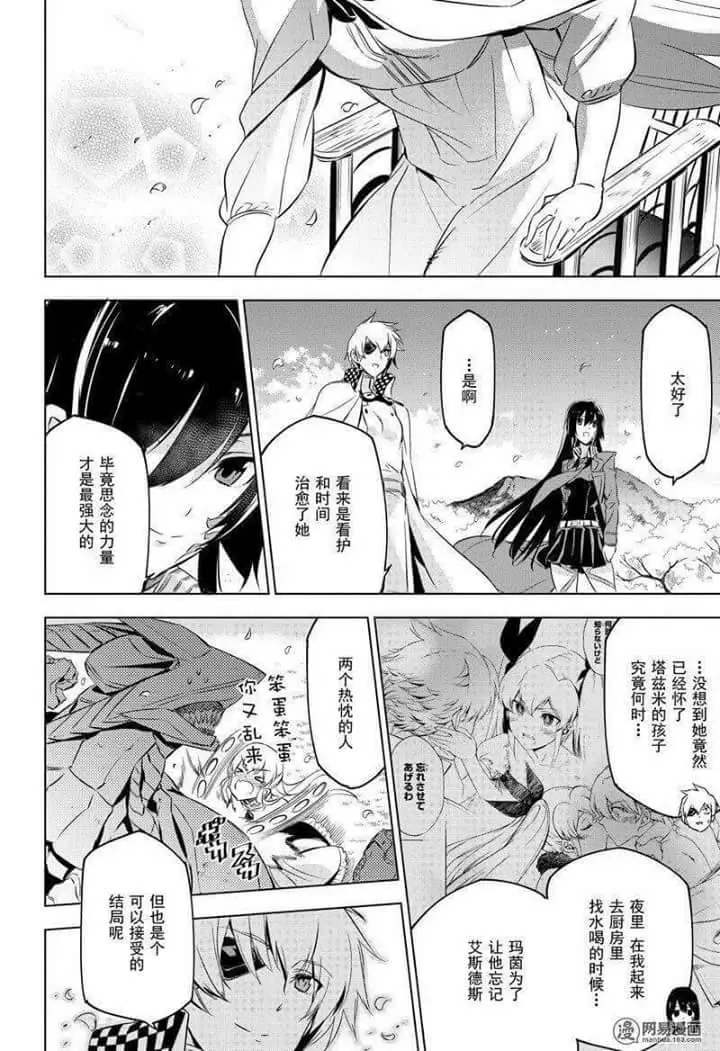 太好了
…是啊
看来是看护
和时间
治愈了她
毕竟思念的力量
才是最强大的
…没想到她竟然
已经怀了
塔兹米的孩子
究竟何时…
知らないけど
忘れさせて
あげるわ
夜里 在我起来
去厨房里
找水喝的时候…
玛茵为了
让他忘记
艾斯德斯
两个热忱的人
笨蛋笨蛋
你又乱来
但也是个
可以接受的
结局呢
网易漫画
manhua.163.com